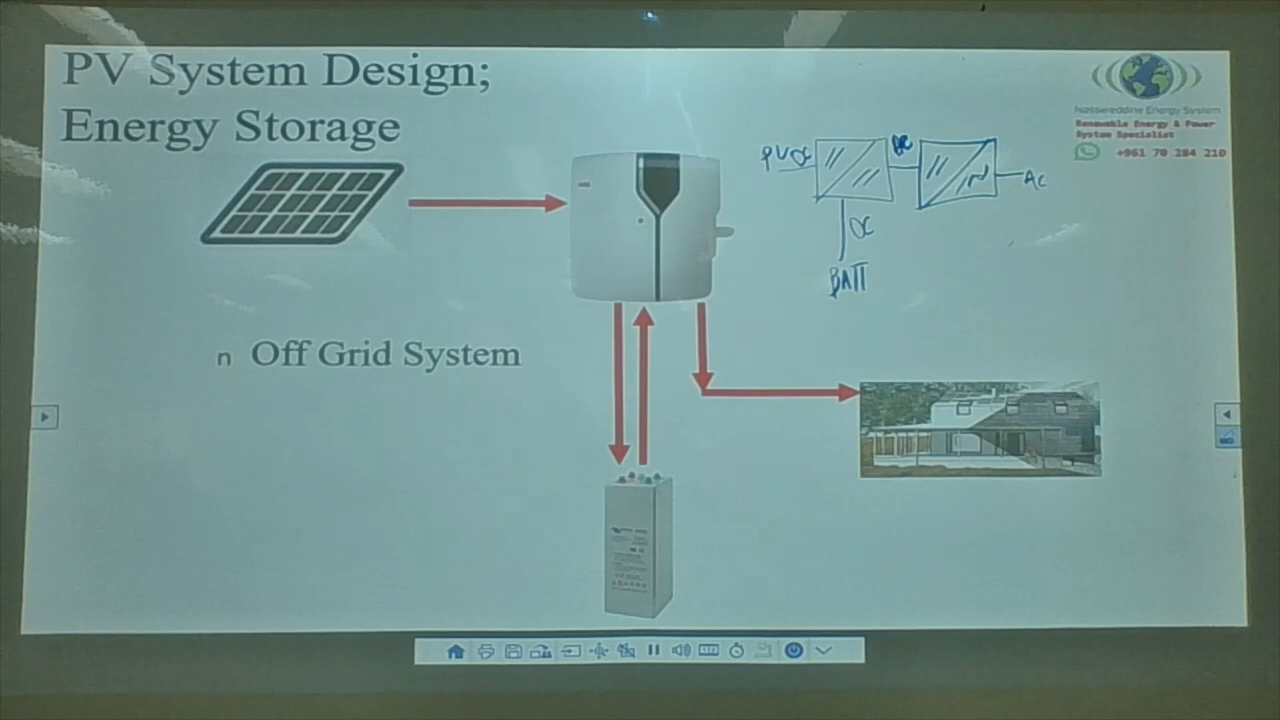 PV System Design;
Energy Storage
Nassereddine Energy System
Renewable Energy & Power
System Specialist
+961 70 284 210
PV DC
DC
AC
DC
BATT
n Off Grid System